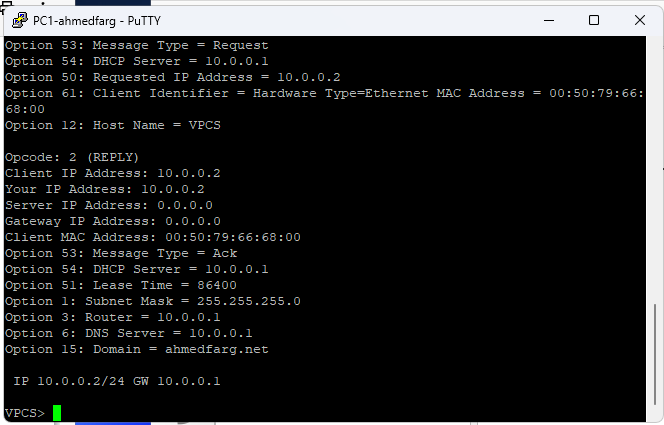 PC1-ahmedfarg - PuTTY
Option 53: Message Type = Request
Option 54: DHCP Server = 10.0.0.1
Option 50: Requested IP Address = 10.0.0.2
Option 61: Client Identifier = Hardware Type=Ethernet MAC Address = 00:50:79:66:
68:00
Option 12: Host Name = VPCS
Opcode: 2 (REPLY)
Client IP Address: 10.0.0.2
Your IP Address: 10.0.0.2
Server IP Address: 0.0.0.0
Gateway IP Address: 0.0.0.0
Client MAC Address: 00:50:79:66:68:00
Option 53: Message Type = Ack
Option 54: DHCP Server = 10.0.0.1
Option 51: Lease Time = 86400
Option 1: Subnet Mask = 255.255.255.0
Option 3: Router = 10.0.0.1
Option 6: DNS Server = 10.0.0.1
Option 15: Domain = ahmedfarg.net
IP 10.0.0.2/24 GW 10.0.0.1
VPCS>